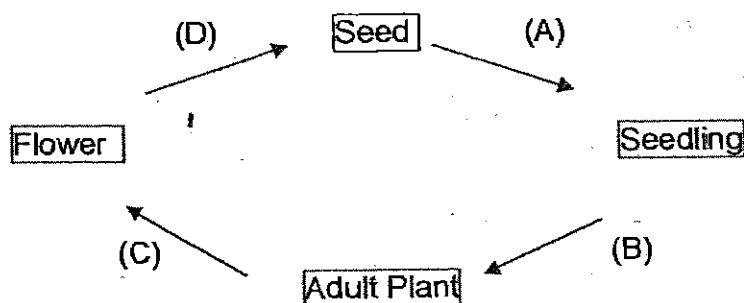 (D) Seed (A)
Flower Seedling
(C) (B)
Adult Plant